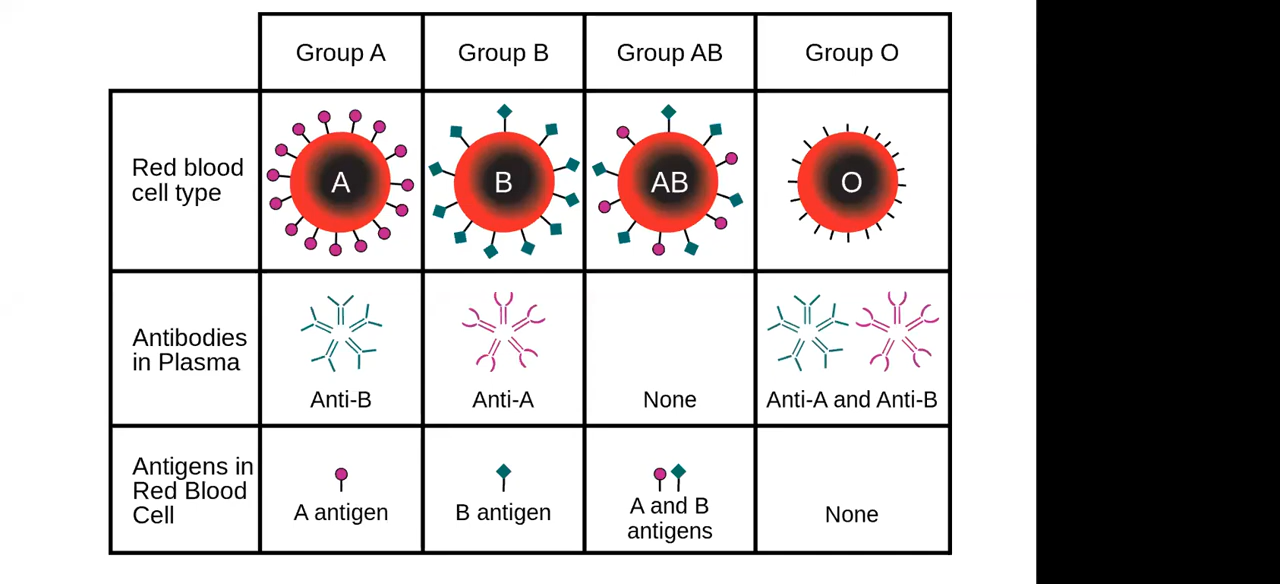 Group A
Group B
Group AB
Group O
Red blood
cell type
A
B
AB
O
Antibodies
in Plasma
Anti-B
Anti-A
None
Anti-A and Anti-B
Antigens in
Red Blood
Cell
A antigen
B antigen
A and B
antigens
None